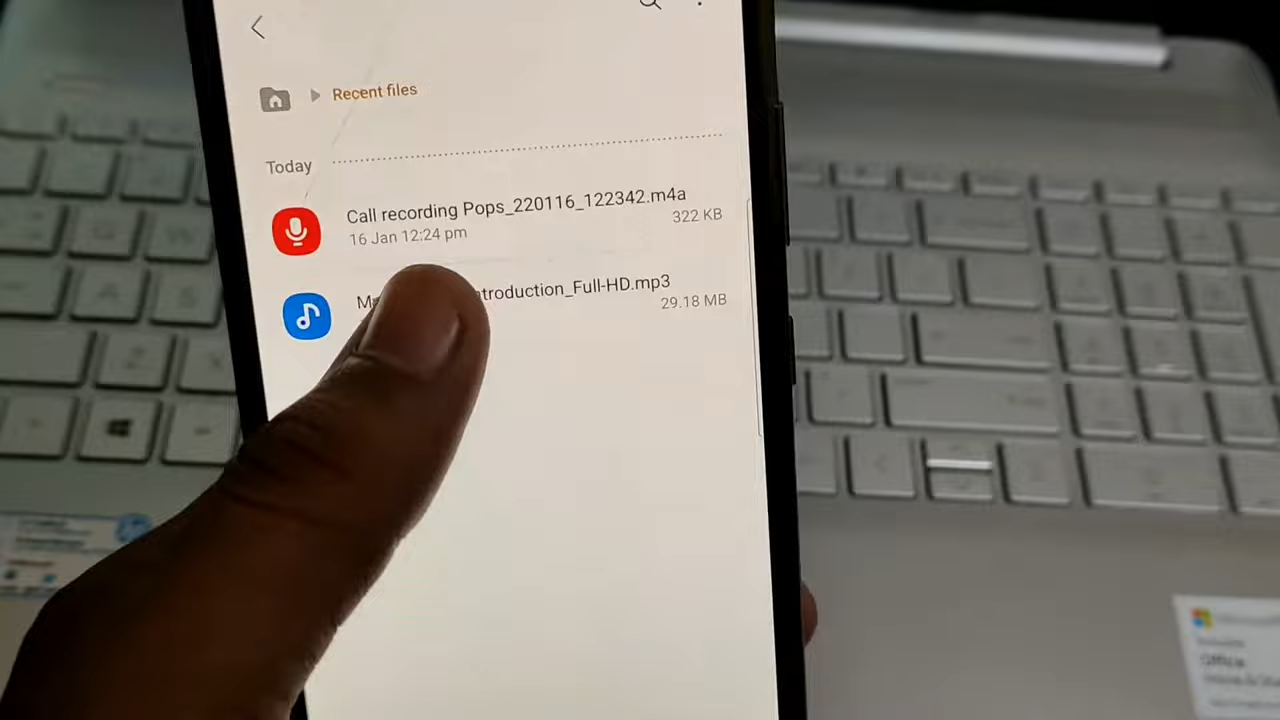 Recent files
Today
Call recording Pops_220116_122342.m4a
322 KB
16 Jan 12:24 pm
troduction_Full-HD.mp3
29.18 MB
Office